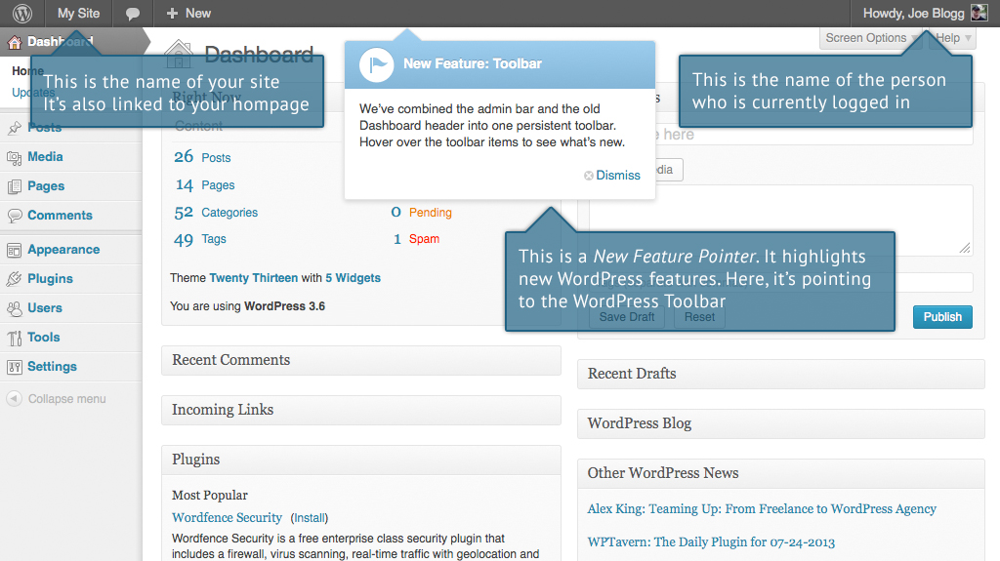 My Site
New
Howdy, Joe Blogg
Screen Options
Help
Dashboard
Home
Updates
Posts
Media
Pages
Comments
Appearance
Plugins
Users
Tools
Settings
Collapse menu
This is the name of your site
It's also linked to your hompage
Dashboard
New Feature: Toolbar
We've combined the admin bar and the old
Dashboard header into one persistent toolbar.
Hover over the toolbar items to see what's new.
Dismiss
This is the name of the person
who is currently logged in
Right Now
Content
26 Posts
14 Pages
52 Categories
0 Pending
49 Tags
1 Spam
Theme Twenty Thirteen with 5 Widgets
You are using WordPress 3.6
here
This is a New Feature Pointer. It highlights
new WordPress features. Here, it's pointing
to the WordPress Toolbar
Save Draft
Reset
Publish
Recent Comments
Incoming Links
Plugins
Most Popular
Wordfence Security (Install)
Wordfence Security is a free enterprise class security plugin that
includes a firewall, virus scanning, real-time traffic with geolocation and
Recent Drafts
WordPress Blog
Other WordPress News
Alex King: Teaming Up: From Freelance to WordPress Agency
WPTavern: The Daily Plugin for 07-24-2013